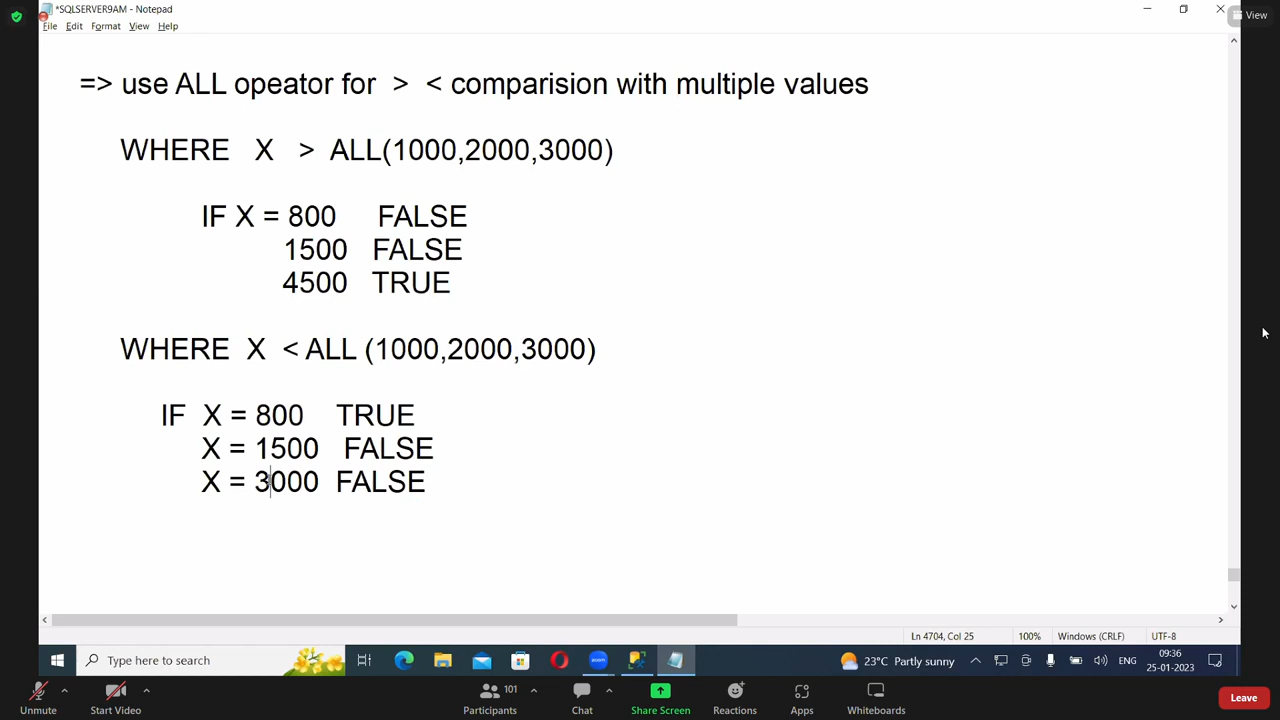 *SQLSERVER9AM - Notepad
View
File Edit Format View Help
=> use ALL opeator for > < comparision with multiple values
WHERE X > ALL(1000,2000,3000)
IF X = 800 FALSE
1500 FALSE
4500 TRUE
WHERE X < ALL (1000,2000,3000)
IF X = 800 TRUE
X = 1500 FALSE
X = 3000 FALSE
Ln 4704, Col 25 100% Windows (CRLF) UTF-8
Type here to search
zoom
23°C Partly sunny
ENG
09:36
25-01-2023
Unmute
Start Video
101
Participants
Chat
Share Screen
Reactions
Apps
Whiteboards
Leave